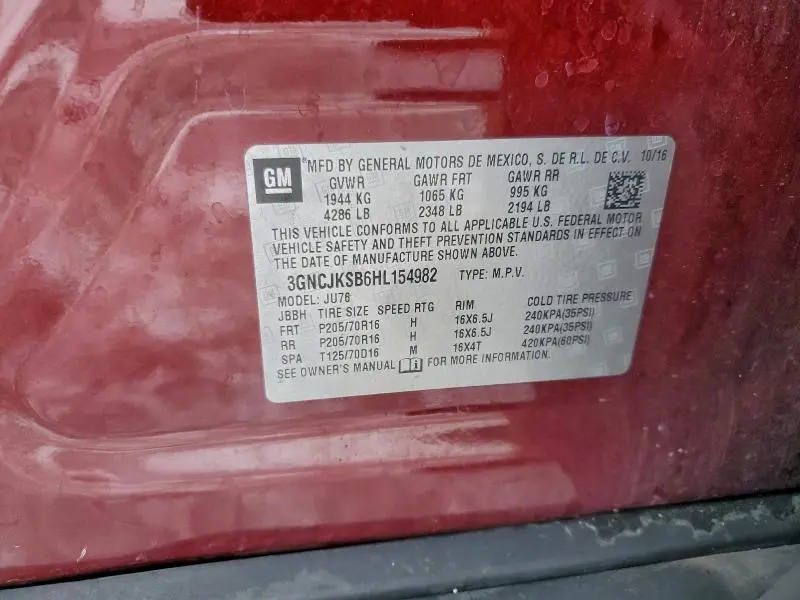 GM
*MFD BY GENERAL MOTORS DE MEXICO, S. DE R.L. DE C.V. 10/16
GVWR GAWR FRT GAWR RR
1944 KG 1065 KG 995 KG
4286 LB 2348 LB 2194 LB
THIS VEHICLE CONFORMS TO ALL APPLICABLE U.S. FEDERAL MOTOR
VEHICLE SAFETY AND THEFT PREVENTION STANDARDS IN EFFECT ON
THE DATE OF MANUFACTURE SHOWN ABOVE.
3GNCJKSB6HL154982 TYPE: M.P.V.
MODEL: JU76
JBBH TIRE SIZE SPEED RTG RIM COLD TIRE PRESSURE
FRT P205/70R16 H 16X6.5J 240KPA(35PSI)
RR P205/70R16 H 16X6.5J 240KPA(35PSI)
SPA T125/70D16 M 16X4T 420KPA(60PSI)
SEE OWNER'S MANUAL FOR MORE INFORMATION.